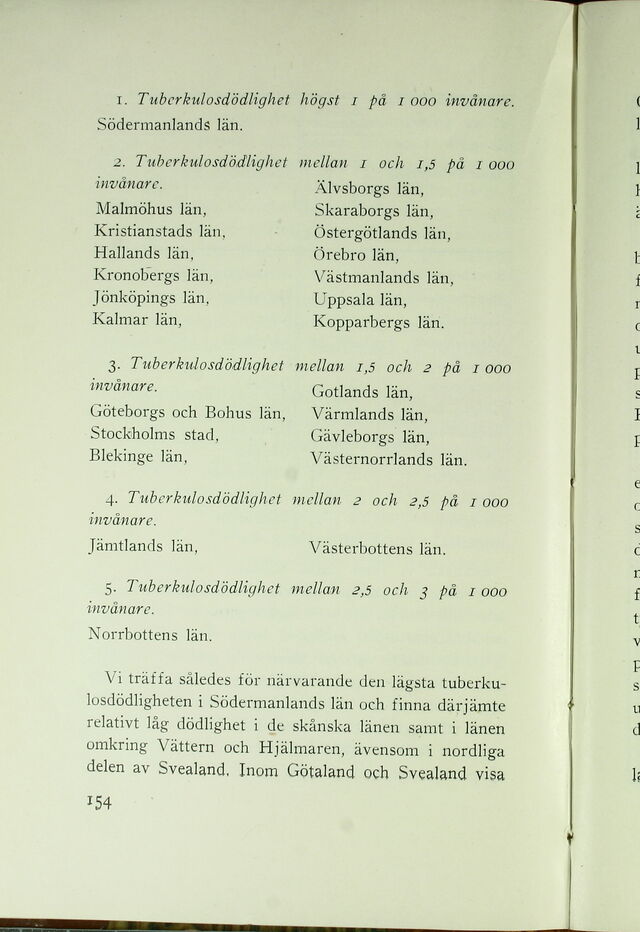 1. Tuberkulosdödlighet högst 1 på 1 000 invånare.
Södermanlands län.
2. Tuberkulosdödlighet mellan 1 och 1,5 på 1 000
invånare.
Malmöhus län,
Kristianstads län,
Hallands län,
Kronobergs län,
Jönköpings län,
Kalmar län,
Älvsborgs län,
Skaraborgs län,
Östergötlands län,
Örebro län,
Västmanlands län,
Uppsala län,
Kopparbergs län.
3. Tuberkulosdödlighet mellan 1,5 och 2 på 1 000
invånare.
Göteborgs och Bohus län,
Stockholms stad,
Blekinge län,
Gotlands län,
Värmlands län,
Gävleborgs län,
Västernorrlands län.
4. Tuberkulosdödlighet mellan 2 och 2,5 på 1 000
invånare.
Jämtlands län,
Västerbottens län.
5. Tuberkulosdödlighet mellan 2,5 och 3 på 1 000
invånare.
Norrbottens län.
Vi träffa således för närvarande den lägsta tuberku-
losdödligheten i Södermanlands län och finna därjämte
relativt låg dödlighet i de skånska länen samt i länen
omkring Vättern och Hjälmaren, ävensom i nordliga
delen av Svealand. Inom Götaland och Svealand visa
154